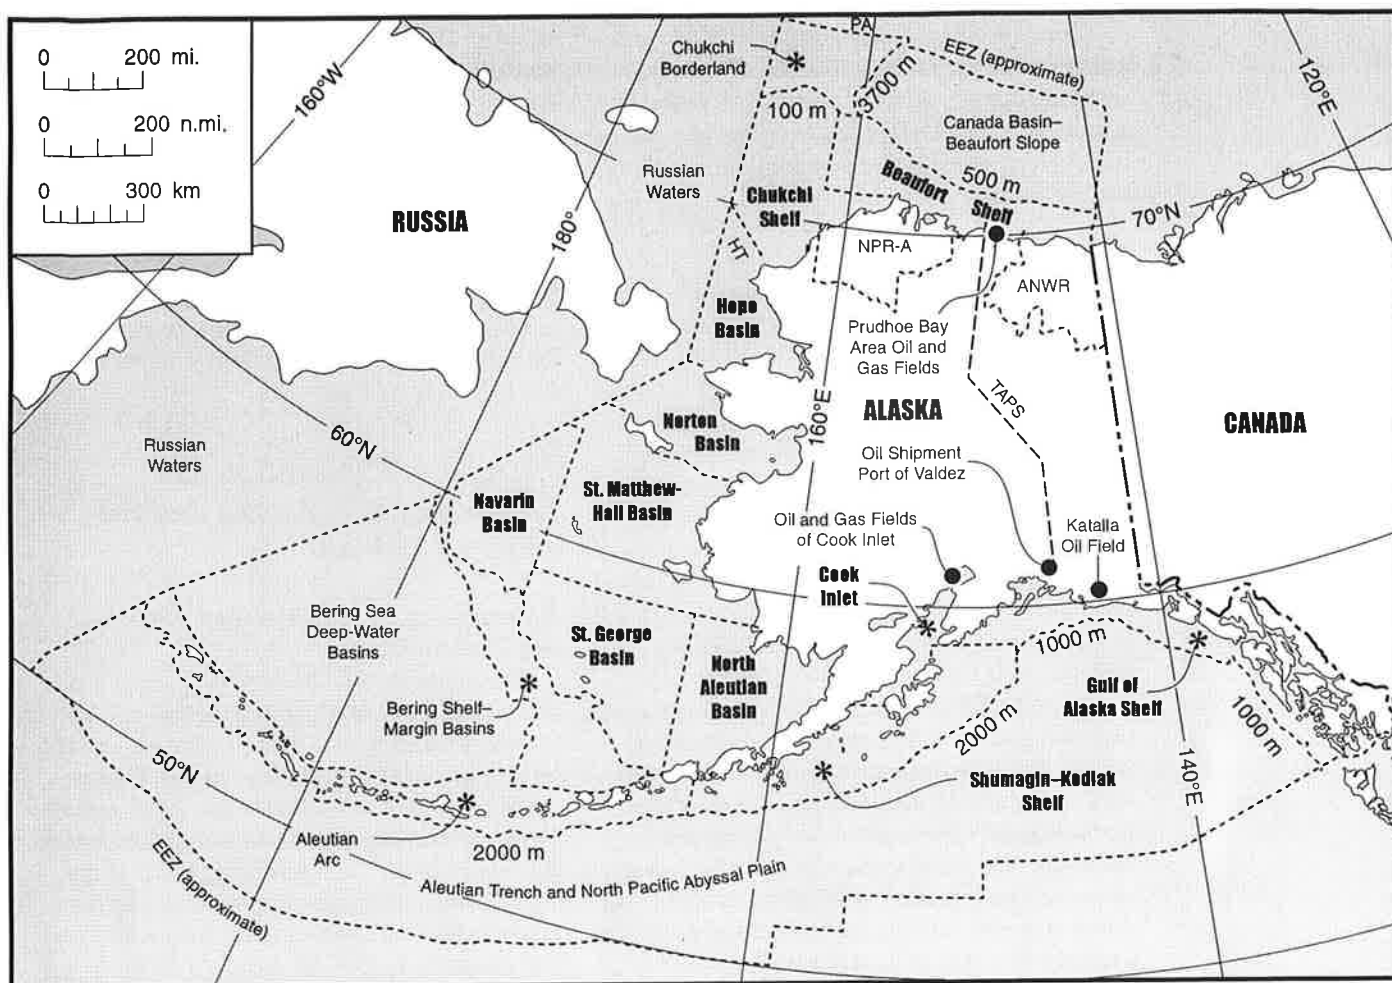 0 200 mi.
0 200 n.mi.
0 300 km
160°W
RUSSIA
180°
Chukchi
Borderland
PA
3700 m
EEZ (approximate)
120°E
100 m
Canada Basin–
Beaufort Slope
Russian
Waters
Chukchi
Shelf
Beaufort
Shelf
500 m
70°N
HT
NPR-A
ANWR
Hope
Basin
Prudhoe Bay
Area Oil and
Gas Fields
160°E
ALASKA
TAPS
CANADA
Russian
Waters
60°N
Norton
Basin
Oil Shipment
Port of Valdez
Navarin
Basin
St. Matthew-
Hall Basin
Oil and Gas Fields
of Cook Inlet
Katalla
Oil Field
Cook
Inlet
Bering Sea
Deep-Water
Basins
St. George
Basin
North
Aleutian
Basin
1000 m
Gulf of
Alaska Shelf
1000 m
Bering Shelf–
Margin Basins
2000 m
50°N
Shumagin–Kodiak
Shelf
140°E
Aleutian
Arc
2000 m
EEZ (approximate)
Aleutian Trench and North Pacific Abyssal Plain